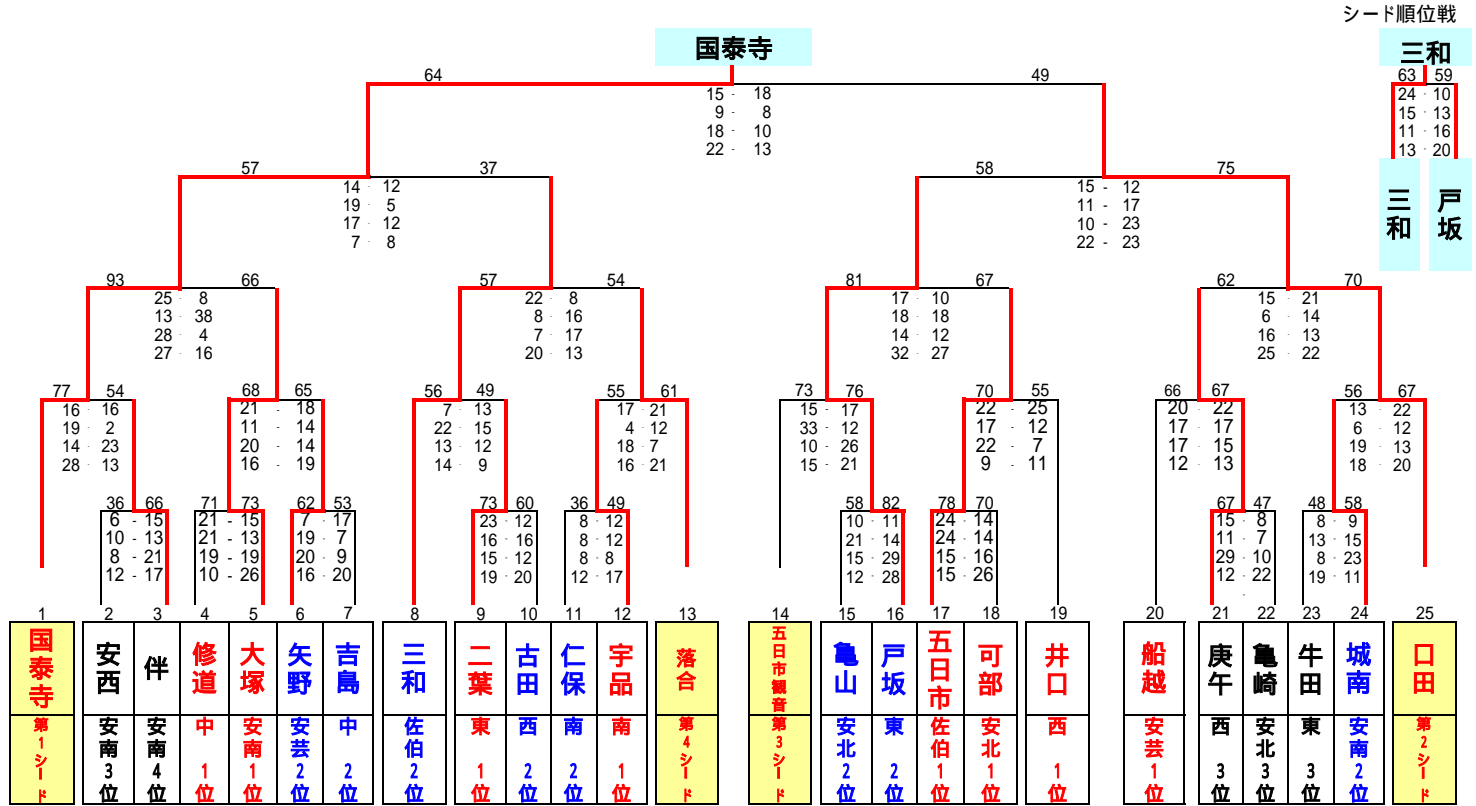 シード順位戦
国泰寺
三和
64 49
15 - 18
9 - 8
18 - 10
22 - 13
63 59
24 - 10
15 - 13
11 - 16
13 - 20
三和 戸坂
57 37
14 - 12
19 - 5
17 - 12
7 - 8
58 75
15 - 12
11 - 17
10 - 23
22 - 23
93 66
25 - 8
13 - 38
28 - 4
27 - 16
57 54
22 - 8
8 - 16
7 - 17
20 - 13
81 67
17 - 10
18 - 18
14 - 12
32 - 27
62 70
15 - 21
6 - 14
16 - 13
25 - 22
77 54
16 - 16
19 - 2
14 - 23
28 - 13
68 65
21 - 18
11 - 14
20 - 14
16 - 19
56 49
7 - 13
22 - 15
13 - 12
14 - 9
55 61
17 - 21
4 - 12
18 - 7
16 - 21
73 76
15 - 17
33 - 12
10 - 26
15 - 21
70 55
22 - 25
17 - 12
22 - 7
9 - 11
66 67
20 - 22
17 - 17
17 - 15
12 - 13
56 67
13 - 22
6 - 12
19 - 13
18 - 20
36 66
6 - 15
10 - 13
8 - 21
12 - 17
71 73
21 - 15
21 - 13
19 - 19
10 - 26
62 53
7 - 17
19 - 7
20 - 9
16 - 20
73 60
23 - 12
16 - 16
15 - 12
19 - 20
36 49
8 - 12
8 - 12
8 - 8
12 - 17
58 82
10 - 11
21 - 14
15 - 29
12 - 28
78 70
24 - 14
24 - 14
15 - 16
15 - 26
67 47
15 - 8
11 - 7
29 - 10
12 - 22
48 58
8 - 9
13 - 15
8 - 23
19 - 11
1 2 3 4 5 6 7 8 9 10 11 12 13 14 15 16 17 18 19 20 21 22 23 24 25
国泰寺 安西 伴 修道 大塚 矢野 吉島 三和 二葉 古田 仁保 宇品 落合 五日市観音 亀山 戸坂 五日市 可部 井口 船越 庚午 亀崎 牛田 城南 口田
第1シード 安南3位 安南4位 中1位 安南1位 安芸2位 中2位 佐伯2位 東1位 西2位 南2位 南1位 第4シード 第3シード 安北2位 東2位 佐伯1位 安北1位 西1位 安芸1位 西3位 安北3位 東3位 安南2位 第2シード